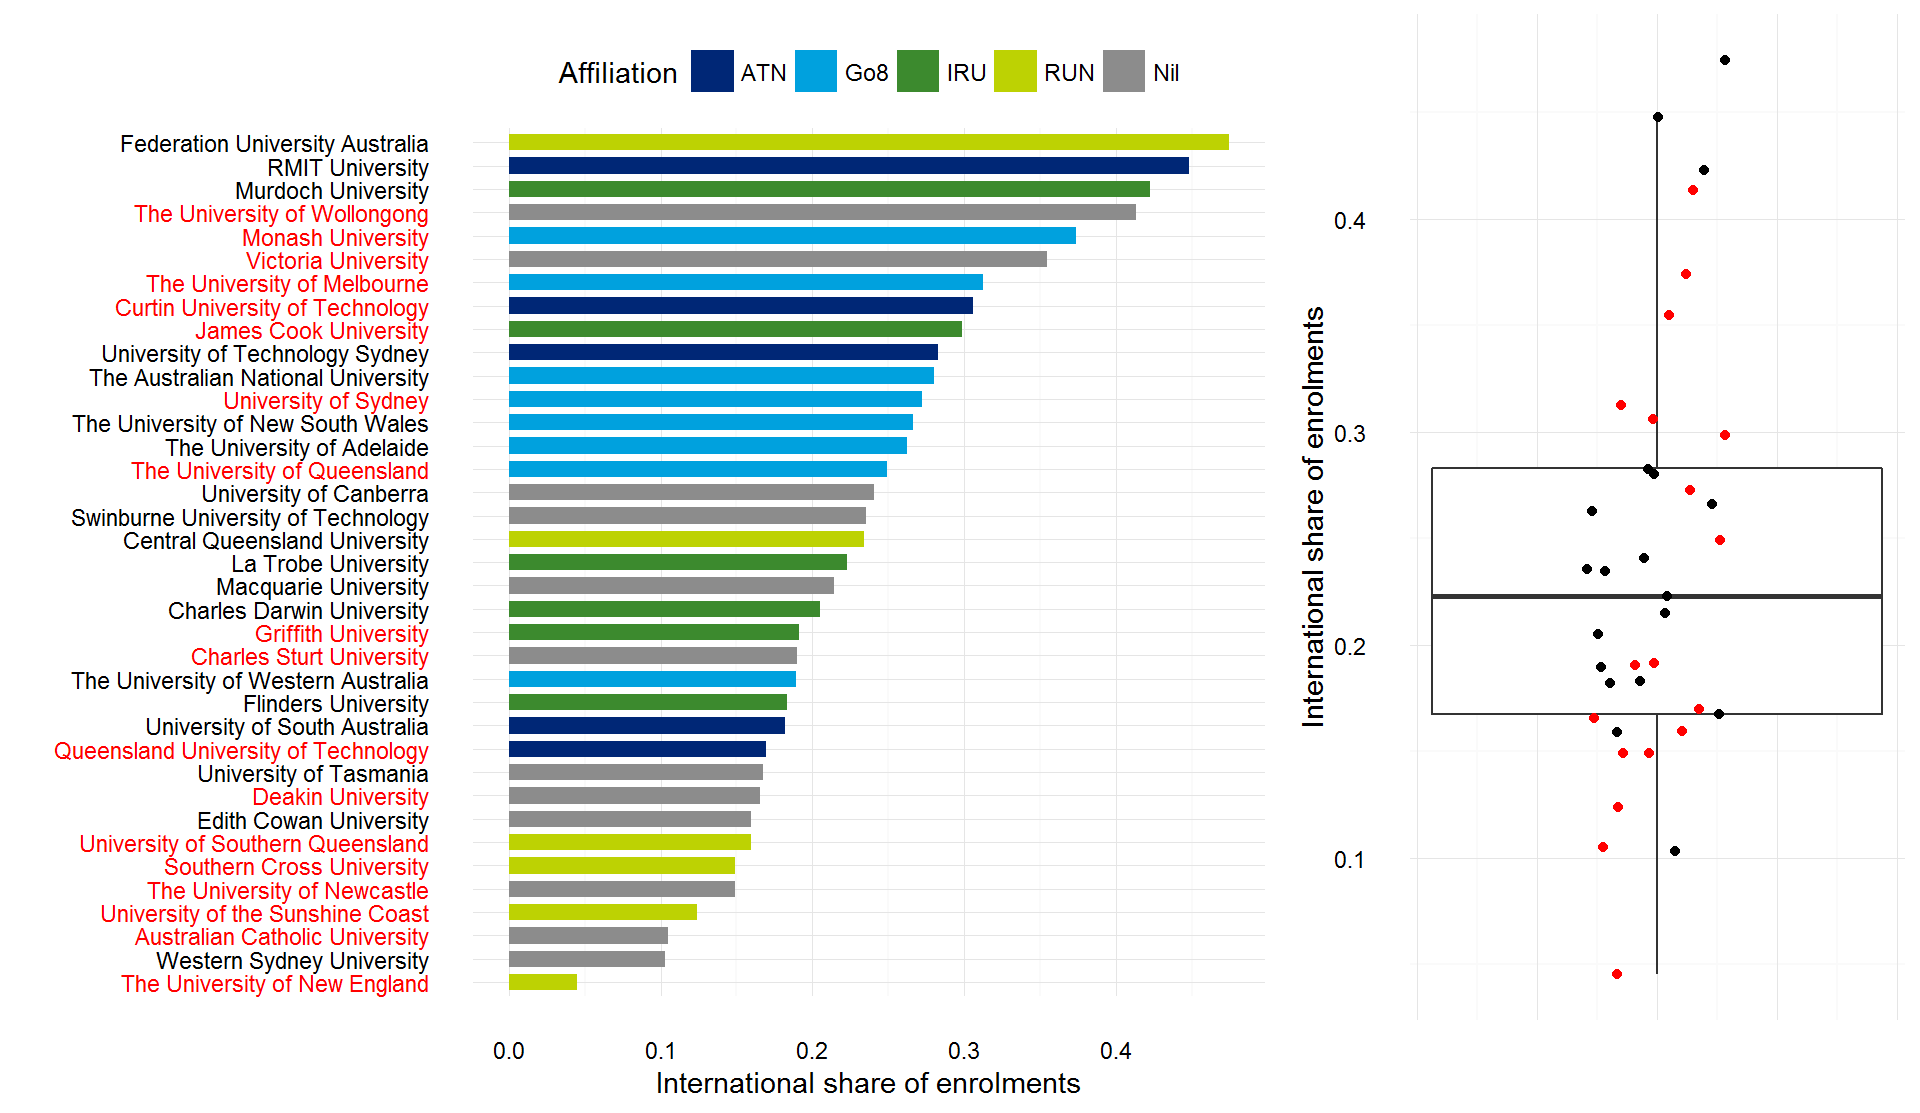 Affiliation ATN Go8 IRU RUN Nil
Federation University Australia
RMIT University
Murdoch University
The University of Wollongong
Monash University
Victoria University
The University of Melbourne
Curtin University of Technology
James Cook University
University of Technology Sydney
The Australian National University
University of Sydney
The University of New South Wales
The University of Adelaide
The University of Queensland
University of Canberra
Swinburne University of Technology
Central Queensland University
La Trobe University
Macquarie University
Charles Darwin University
Griffith University
Charles Sturt University
The University of Western Australia
Flinders University
University of South Australia
Queensland University of Technology
University of Tasmania
Deakin University
Edith Cowan University
University of Southern Queensland
Southern Cross University
The University of Newcastle
University of the Sunshine Coast
Australian Catholic University
Western Sydney University
The University of New England
0.0 0.1 0.2 0.3 0.4
International share of enrolments
International share of enrolments
0.4
0.3
0.2
0.1